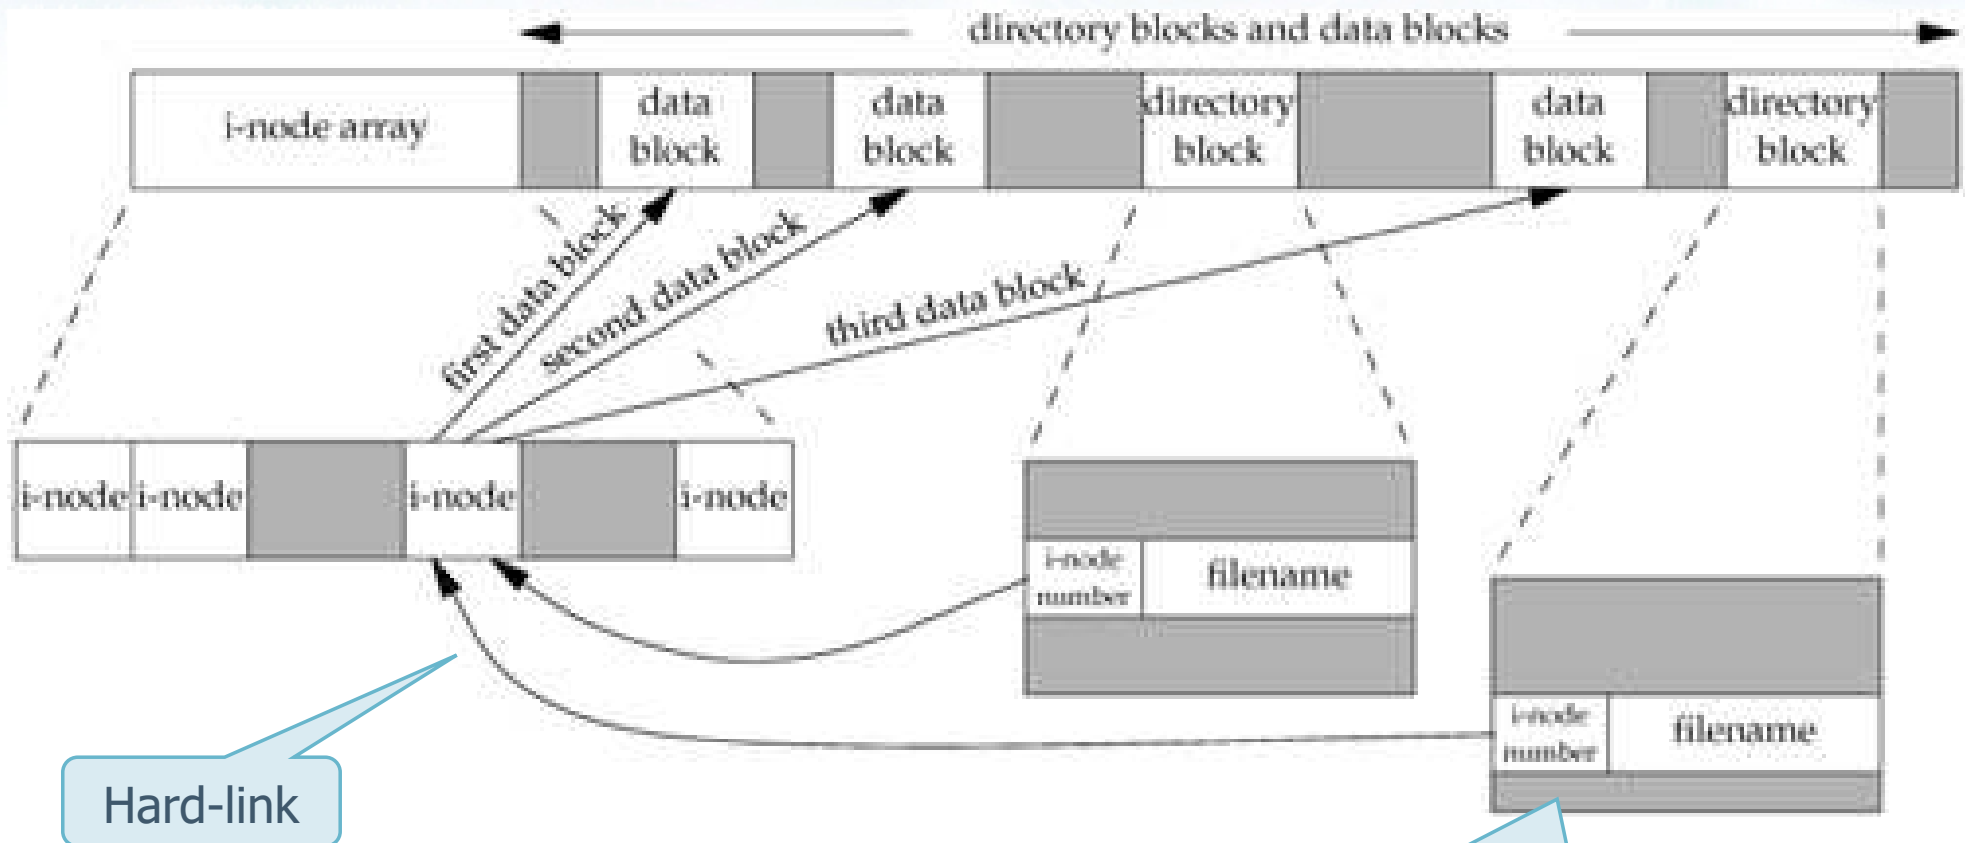 directory blocks and data blocks
i-node array
data
block
data
block
directory
block
data
block
directory
block
first data block
second data block
third data block
i-node
i-node
i-node
i-node
i-node
number
filename
i-node
number
filename
Hard-link